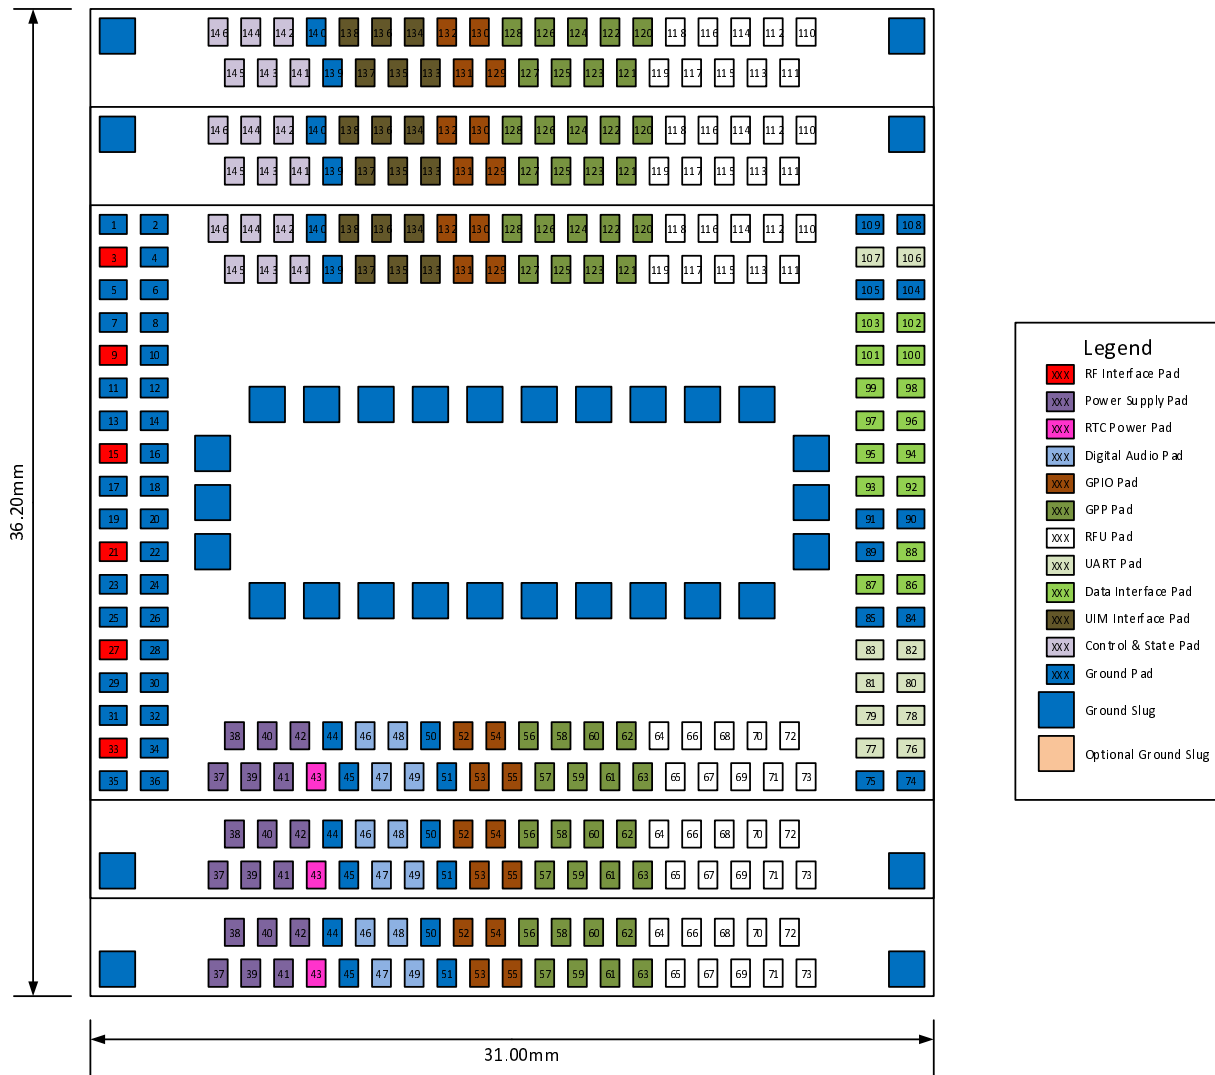 146 144 142 140 138 136 134 132 130 128 126 124 122 120 118 116 114 112 110
145 143 141 139 137 135 133 131 129 127 125 123 121 119 117 115 113 111
146 144 142 140 138 136 134 132 130 128 126 124 122 120 118 116 114 112 110
145 143 141 139 137 135 133 131 129 127 125 123 121 119 117 115 113 111
1 2 146 144 142 140 138 136 134 132 130 128 126 124 122 120 118 116 114 112 110 109 108
3 4 145 143 141 139 137 135 133 131 129 127 125 123 121 119 117 115 113 111 107 106
5 6 105 104
7 8 103 102
9 10 101 100
11 12 99 98
13 14 97 96
15 16 95 94
17 18 93 92
19 20 91 90
21 22 89 88
23 24 87 86
25 26 85 84
27 28 83 82
29 30 81 80
31 32 79 78
33 34 38 40 42 44 46 48 50 52 54 56 58 60 62 64 66 68 70 72 77 76
35 36 37 39 41 43 45 47 49 51 53 55 57 59 61 63 65 67 69 71 73 75 74
38 40 42 44 46 48 50 52 54 56 58 60 62 64 66 68 70 72
37 39 41 43 45 47 49 51 53 55 57 59 61 63 65 67 69 71 73
38 40 42 44 46 48 50 52 54 56 58 60 62 64 66 68 70 72
37 39 41 43 45 47 49 51 53 55 57 59 61 63 65 67 69 71 73
36.20mm
31.00mm
Legend
XXX RF Interface Pad
XXX Power Supply Pad
XXX RTC Power Pad
XXX Digital Audio Pad
XXX GPIO Pad
XXX GPP Pad
XXX RFU Pad
XXX UART Pad
XXX Data Interface Pad
XXX UIM Interface Pad
XXX Control & State Pad
XXX Ground Pad
Ground Slug
Optional Ground Slug